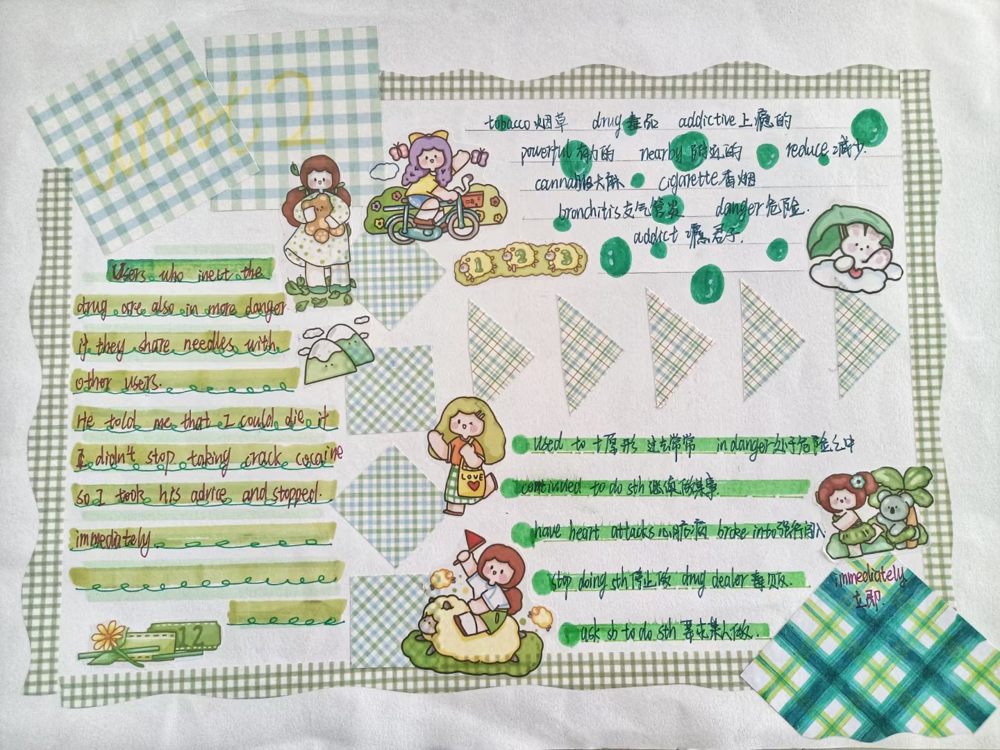 unit 2
tobacco烟草 drug毒品 addictive上瘾的
powerful有力的 nearby附近的 reduce减少.
cannabis大麻 cigarette香烟
bronchitis支气管炎 danger危险.
addict 瘾君子.
1 2 3
Users who inect the
drug are also in more danger
if they share needles with
other users.
He told me that I could die if
I didn't stop taking crack cocaine
so I took his advice and stopped.
immediately
LOVE
used to +原形 过去常常 in danger处于危险之中
continued to do sth 继续做某事
have heart attacks心脏病 broke into强行闯入
stop doing sth停止做 drug dealer毒贩.
ask sb to do sth 要求某人做.
immediately
立即.
12